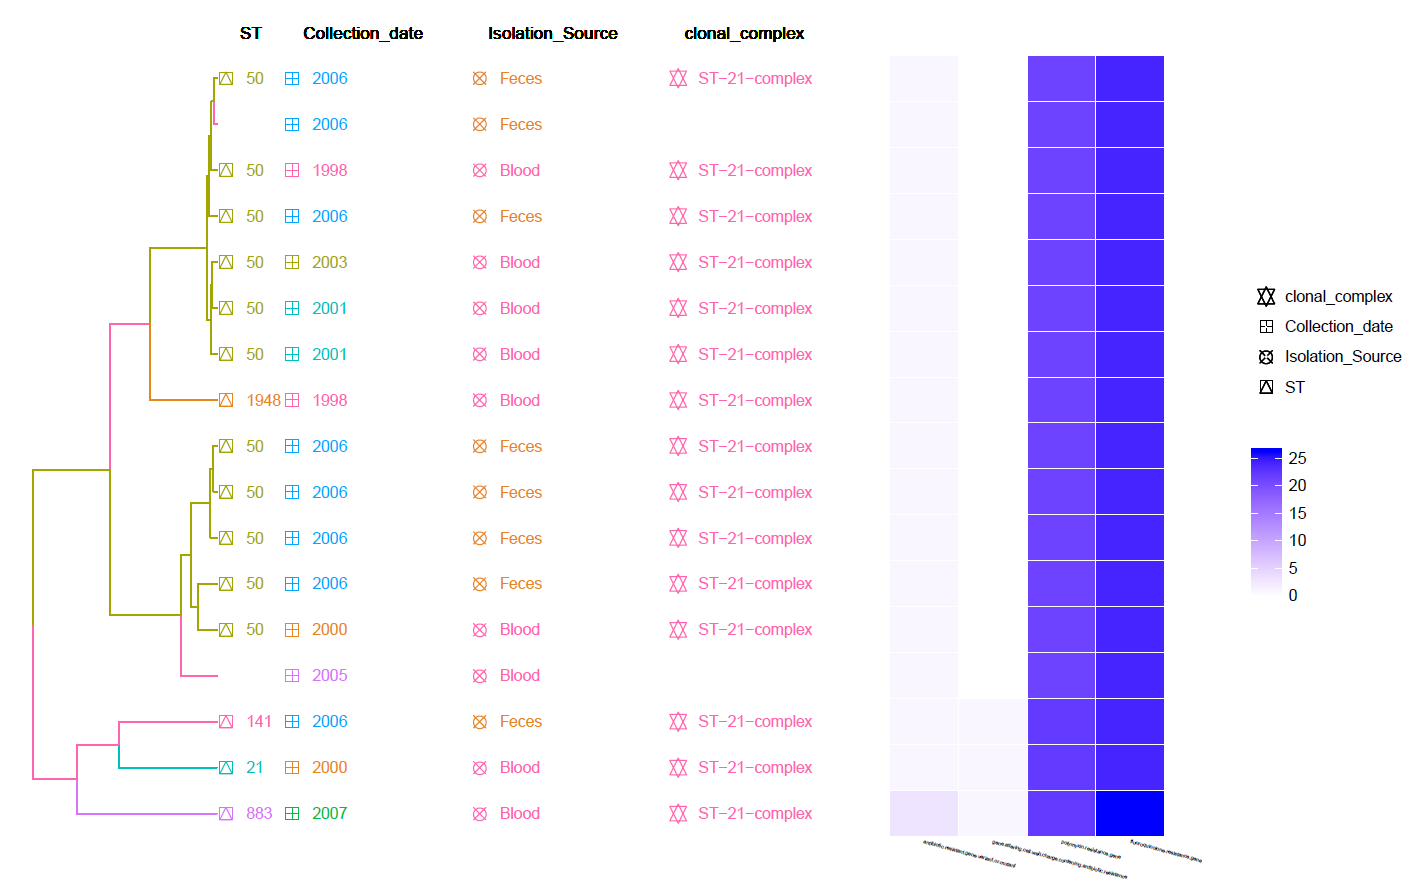 ST Collection_date Isolation_Source clonal_complex
50 2006 Feces ST−21−complex
2006 Feces
50 1998 Blood ST−21−complex
50 2006 Feces ST−21−complex
50 2003 Blood ST−21−complex
50 2001 Blood ST−21−complex
50 2001 Blood ST−21−complex
1948 1998 Blood ST−21−complex
50 2006 Feces ST−21−complex
50 2006 Feces ST−21−complex
50 2006 Feces ST−21−complex
50 2006 Feces ST−21−complex
50 2000 Blood ST−21−complex
2005 Blood
141 2006 Feces ST−21−complex
21 2000 Blood ST−21−complex
883 2007 Blood ST−21−complex
clonal_complex
Collection_date
Isolation_Source
ST
25
20
15
10
5
0
polymyxin.resistance.gene